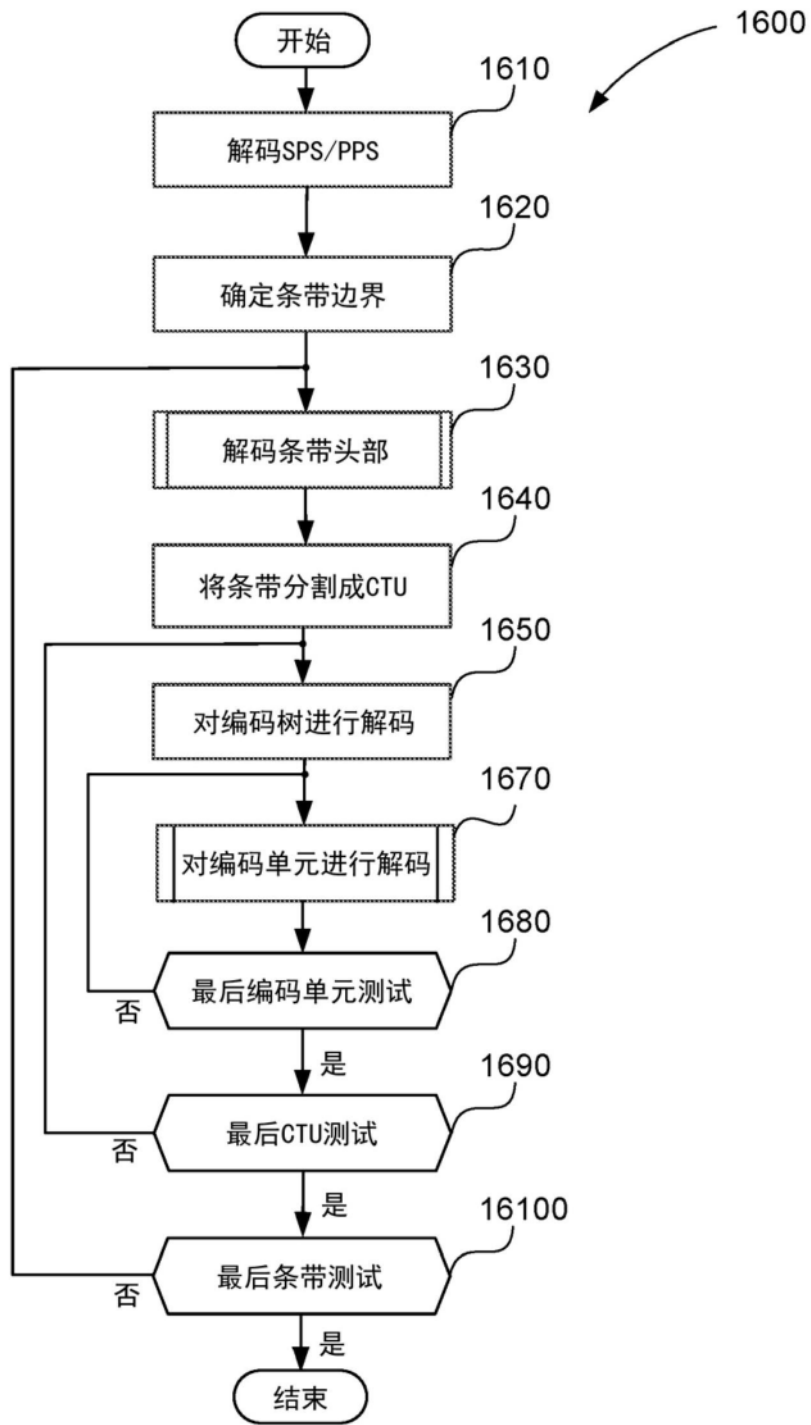 1600
开始
1610
解码SPS/PPS
1620
确定条带边界
1630
解码条带头部
1640
将条带分割成CTU
1650
对编码树进行解码
1670
对编码单元进行解码
1680
最后编码单元测试
否
是
1690
最后CTU测试
否
是
16100
最后条带测试
否
是
结束